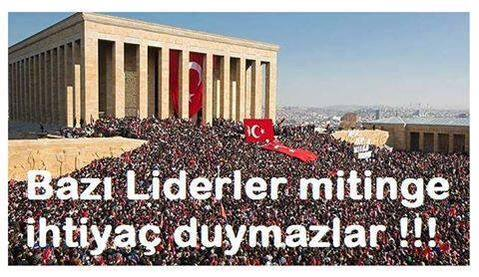 Bazı Liderler mitinge
ihtiyaç duymazlar !!!